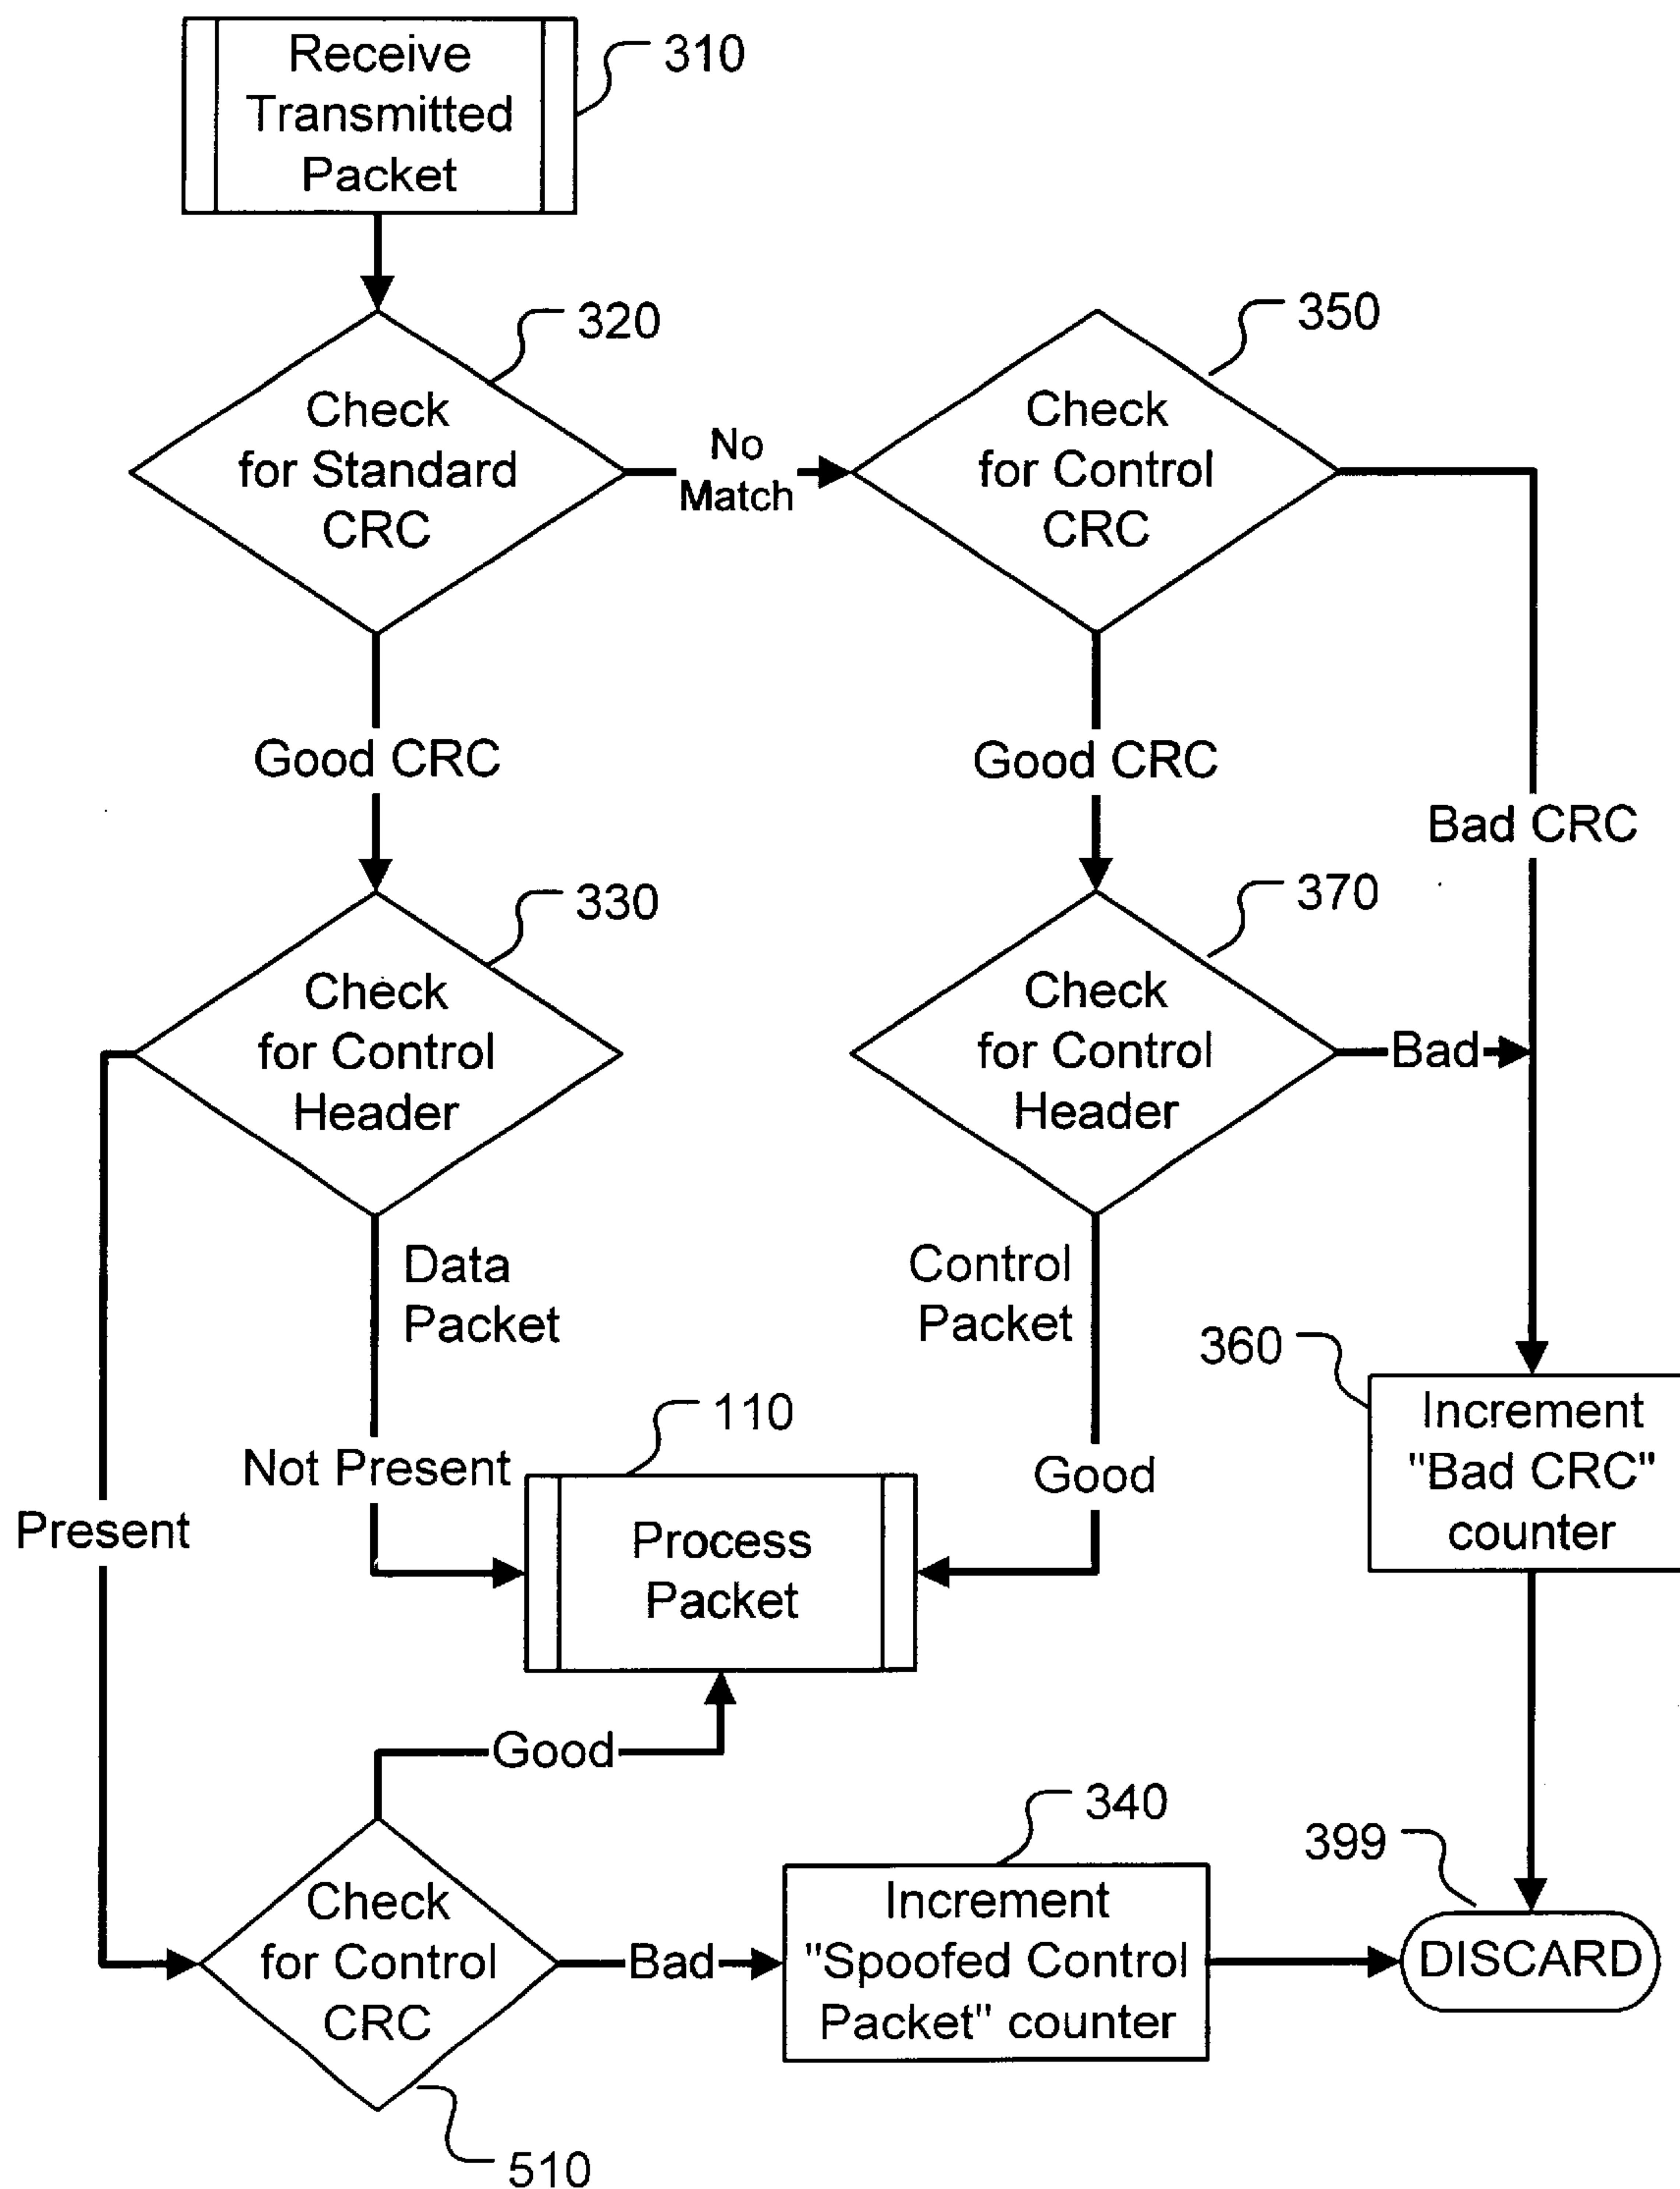 Receive
Transmitted
Packet
310
320
Check
for Standard
CRC
No
Match
350
Check
for Control
CRC
Good CRC
Good CRC
Bad CRC
330
Check
for Control
Header
370
Check
for Control
Header
Bad
Data
Packet
Control
Packet
360
Increment
"Bad CRC"
counter
110
Not Present
Good
Present
Process
Packet
Good
340
399
Check
for Control
CRC
Bad
Increment
"Spoofed Control
Packet" counter
DISCARD
510